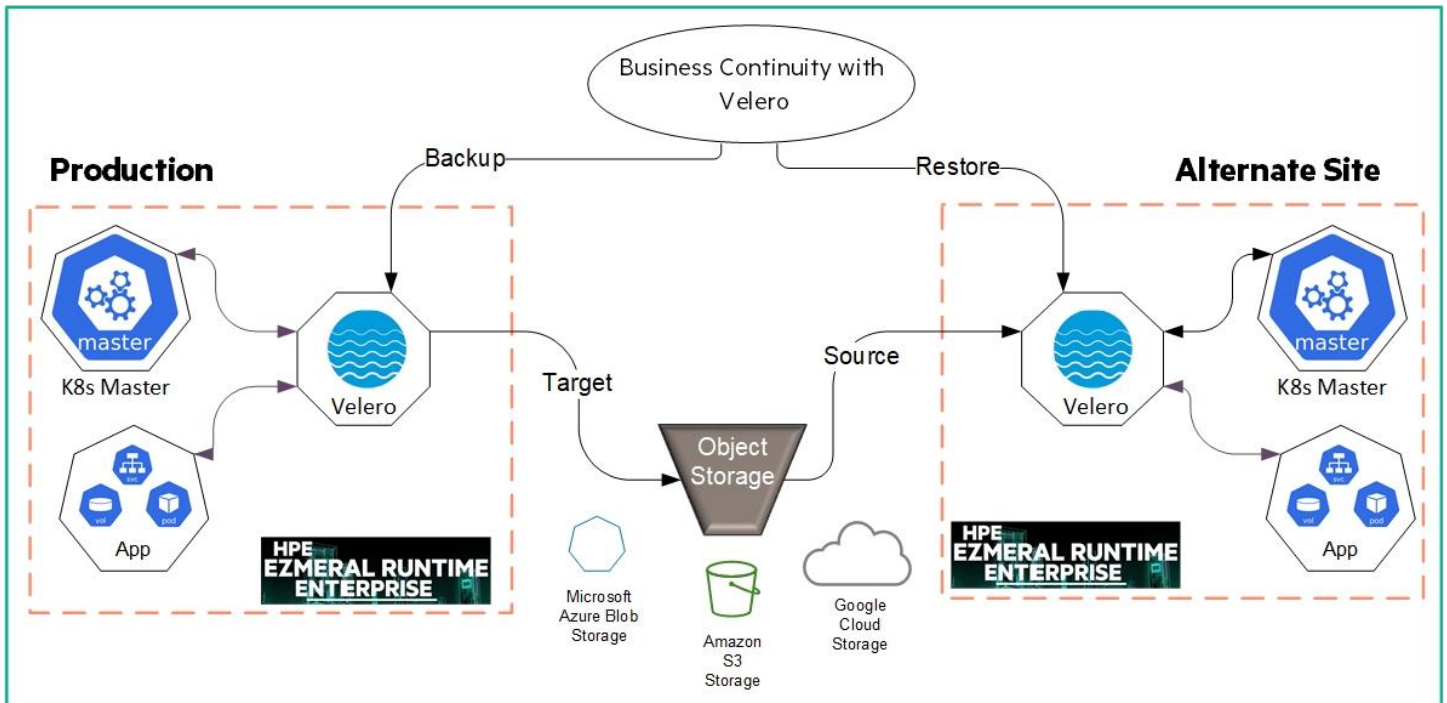 Business Continuity with
Velero
Backup
Restore
Production
Alternate Site
master
K8s Master
Velero
Target
Source
Object
Storage
Velero
master
K8s Master
svc
vol
pod
App
HPE
EZMERAL RUNTIME
ENTERPRISE
Microsoft
Azure Blob
Storage
Amazon
S3
Storage
Google
Cloud
Storage
HPE
EZMERAL RUNTIME
ENTERPRISE
svc
vol
pod
App